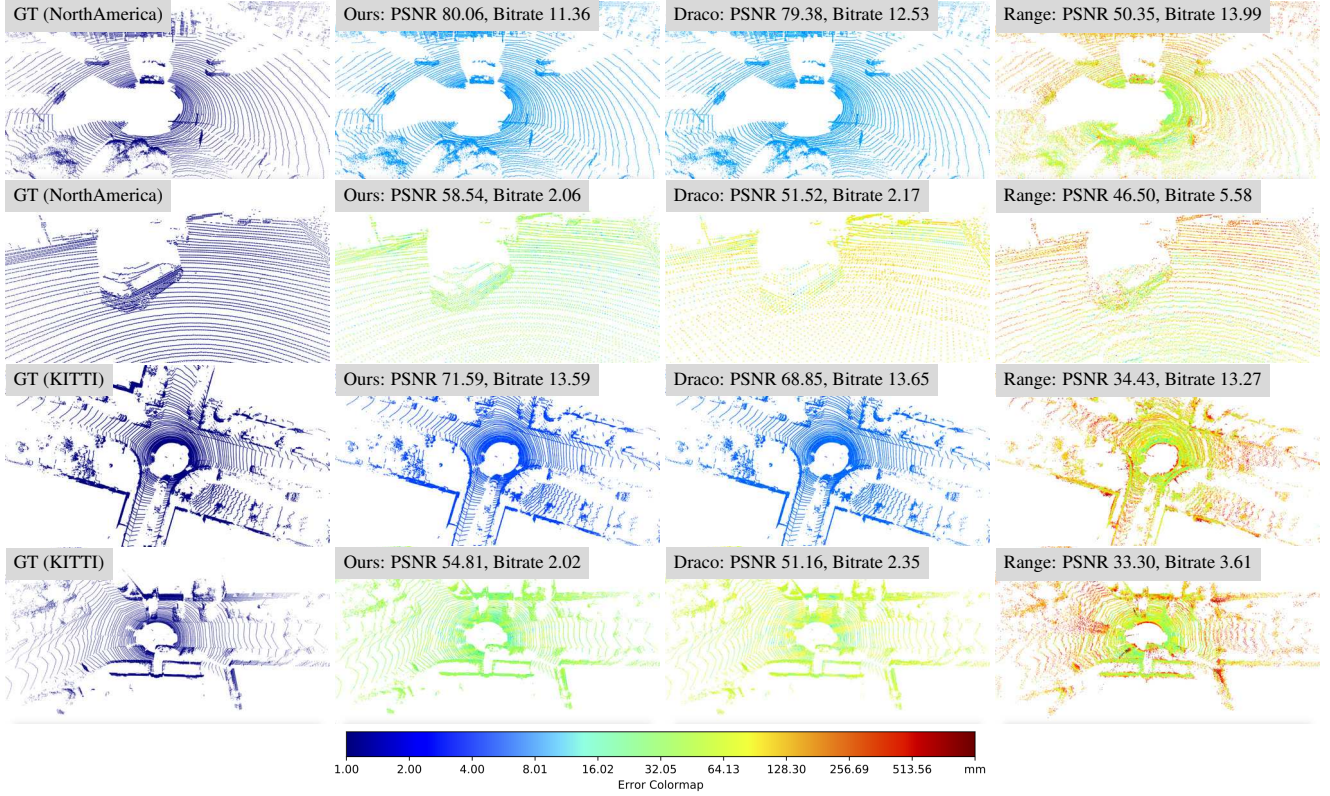 GT (NorthAmerica)
Ours: PSNR 80.06, Bitrate 11.36
Draco: PSNR 79.38, Bitrate 12.53
Range: PSNR 50.35, Bitrate 13.99
GT (NorthAmerica)
Ours: PSNR 58.54, Bitrate 2.06
Draco: PSNR 51.52, Bitrate 2.17
Range: PSNR 46.50, Bitrate 5.58
GT (KITTI)
Ours: PSNR 71.59, Bitrate 13.59
Draco: PSNR 68.85, Bitrate 13.65
Range: PSNR 34.43, Bitrate 13.27
GT (KITTI)
Ours: PSNR 54.81, Bitrate 2.02
Draco: PSNR 51.16, Bitrate 2.35
Range: PSNR 33.30, Bitrate 3.61
1.00 2.00 4.00 8.01 16.02 32.05 64.13 128.30 256.69 513.56 mm
Error Colormap